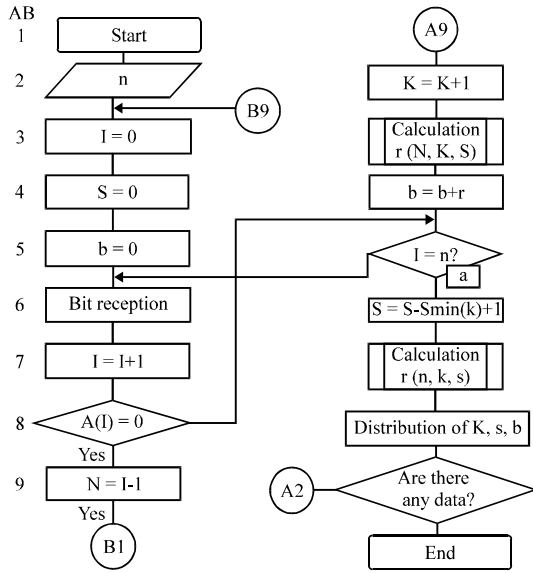 AB
1
Start
2
n
B9
3
I = 0
4
S = 0
5
b = 0
6
Bit reception
7
I = I+1
8
A(I) = 0
Yes
9
N = I-1
Yes
B1
A9
K = K+1
Calculation
r (N, K, S)
b = b+r
I = n?
a
S = S-Smin(k)+1
Calculation
r (n, k, s)
Distribution of K, s, b
A2
Are there
any data?
End